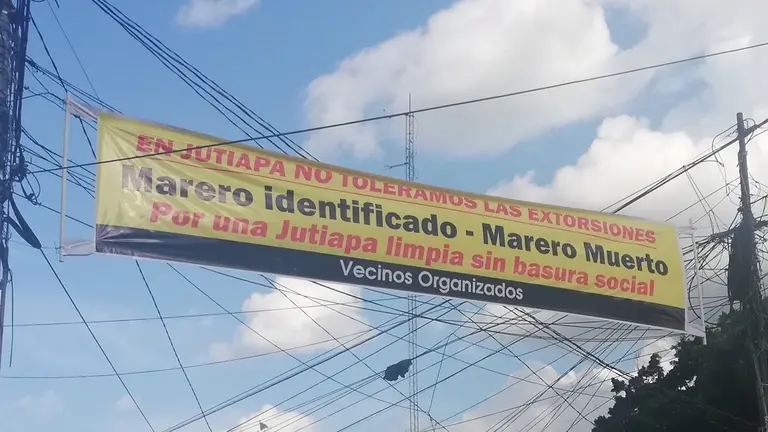 EN JUTIAPA NO TOLERAMOS LAS EXTORSIONES
Marero identificado - Marero Muerto
Por una Jutiapa limpia sin basura social
Vecinos Organizados